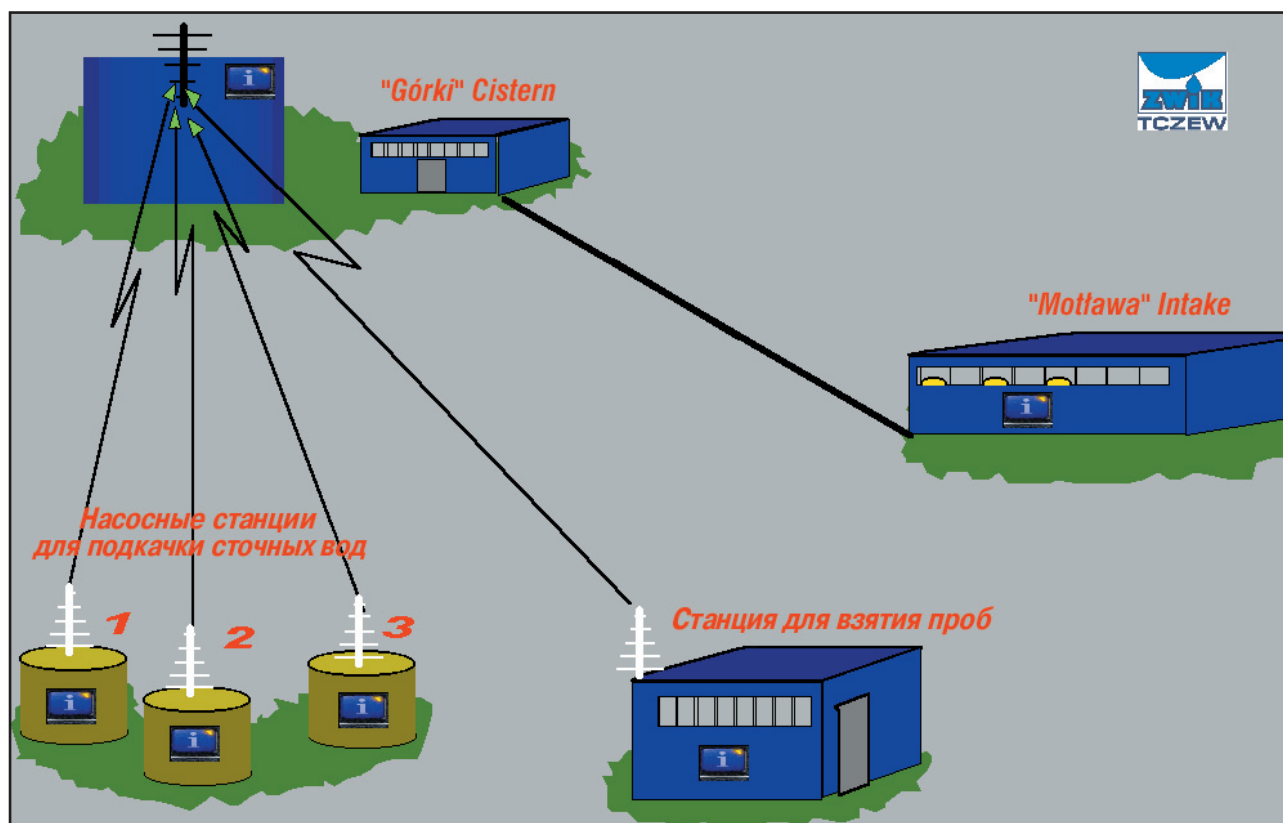 "Górki" Cistern
ZWiK
TCZEW
"Motława" Intake
Насосные станции
для подкачки сточных вод
1
2
3
Станция для взятия проб
i
i
i
i
i
i